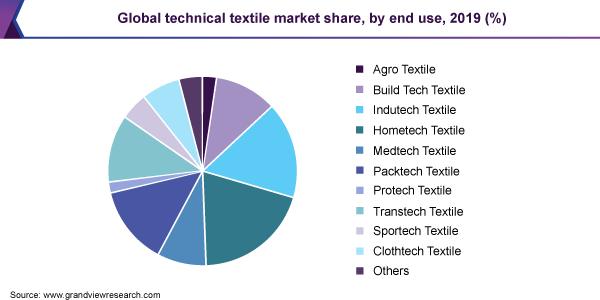 Global technical textile market share, by end use, 2019 (%)
Agro Textile
Build Tech Textile
Indutech Textile
Hometech Textile
Medtech Textile
Packtech Textile
Protech Textile
Transtech Textile
Sportech Textile
Clothtech Textile
Others
Source: www.grandviewresearch.com